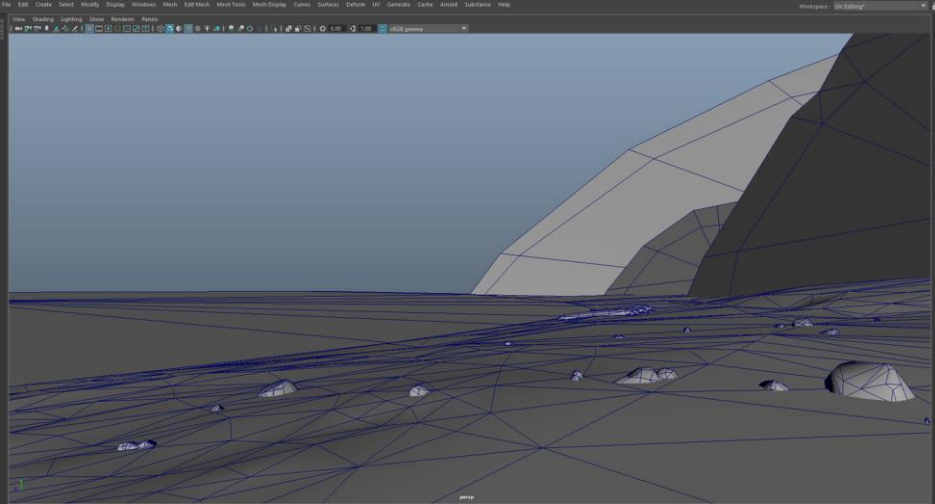 File Edit Create Select Modify Display Windows Mesh Edit Mesh Mesh Tools Mesh Display Curves Surfaces Deform UV Generate Cache Arnold Substance Help Workspace: UV Editing*
View Shading Lighting Show Renderer Panels
0.00 1.00 sRGB gamma
persp